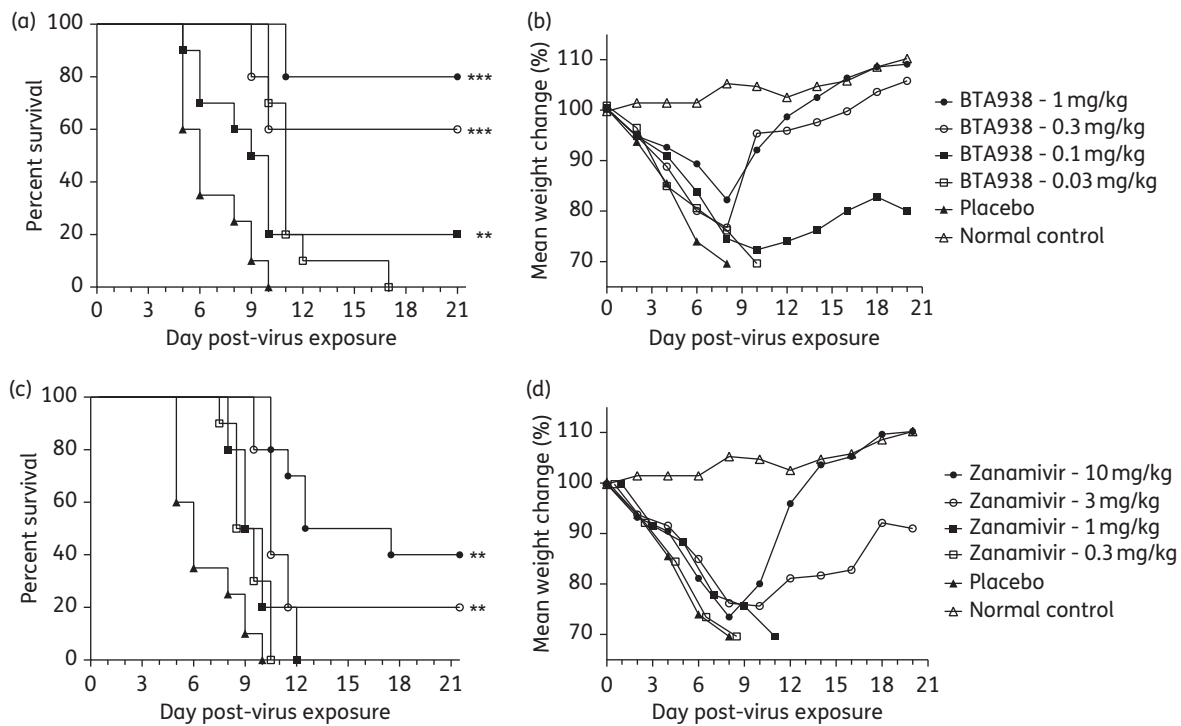 (a)
100
80
60
40
20
0
Percent survival
***
***
**
0 3 6 9 12 15 18 21
Day post-virus exposure
(b)
110
100
90
80
70
Mean weight change (%)
0 3 6 9 12 15 18 21
Day post-virus exposure
BTA938 - 1 mg/kg
BTA938 - 0.3 mg/kg
BTA938 - 0.1 mg/kg
BTA938 - 0.03 mg/kg
Placebo
Normal control
(c)
100
80
60
40
20
0
Percent survival
**
**
0 3 6 9 12 15 18 21
Day post-virus exposure
(d)
110
100
90
80
70
Mean weight change (%)
0 3 6 9 12 15 18 21
Day post-virus exposure
Zanamivir - 10 mg/kg
Zanamivir - 3 mg/kg
Zanamivir - 1 mg/kg
Zanamivir - 0.3 mg/kg
Placebo
Normal control